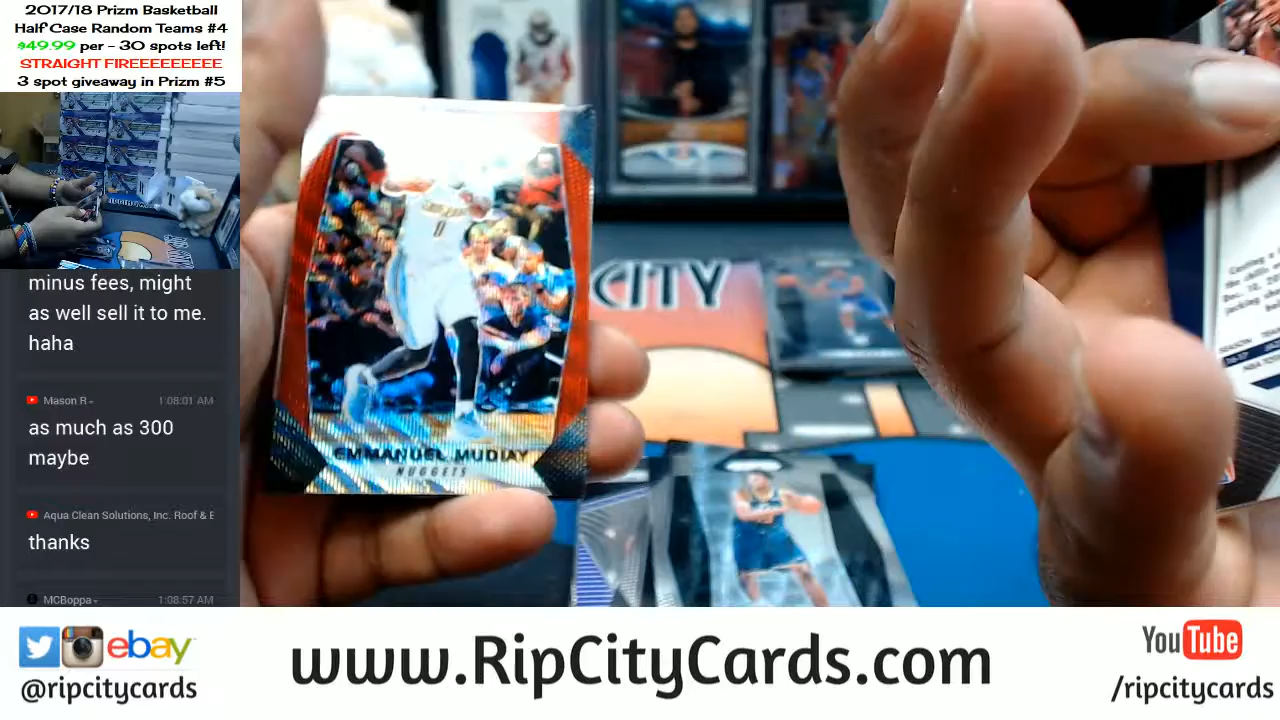 2017/18 Prizm Basketball
Half Case Random Teams #4
$49.99 per - 30 spots left!
STRAIGHT FIREEEEEEEEE
3 spot giveaway in Prizm #5
minus fees, might
as well sell it to me.
haha
Mason R
1:08:01 AM
as much as 300
maybe
Aqua Clean Solutions, Inc. Roof & E
thanks
MCBoppa
1:08:57 AM
0
EMMANUEL MUDIAY
NUGGETS
CITY
SEASON
ebay
@ripcitycards
www.RipCityCards.com
YouTube
/ripcitycards